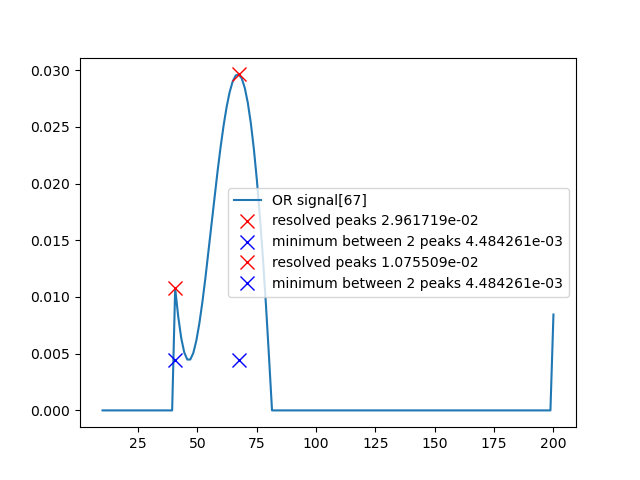 0.030
0.025
0.020
0.015
0.010
0.005
0.000
OR signal[67]
resolved peaks 2.961719e-02
minimum between 2 peaks 4.484261e-03
resolved peaks 1.075509e-02
minimum between 2 peaks 4.484261e-03
25 50 75 100 125 150 175 200